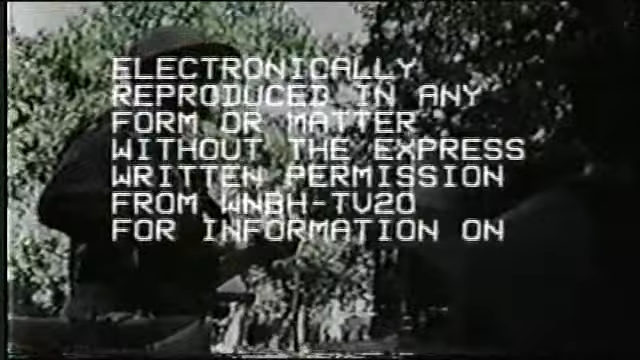 ELECTRONICALLY
REPRODUCED IN ANY
FORM OR MATTER
WITHOUT THE EXPRESS
WRITTEN PERMISSION
FROM WNBH-TV20
FOR INFORMATION ON